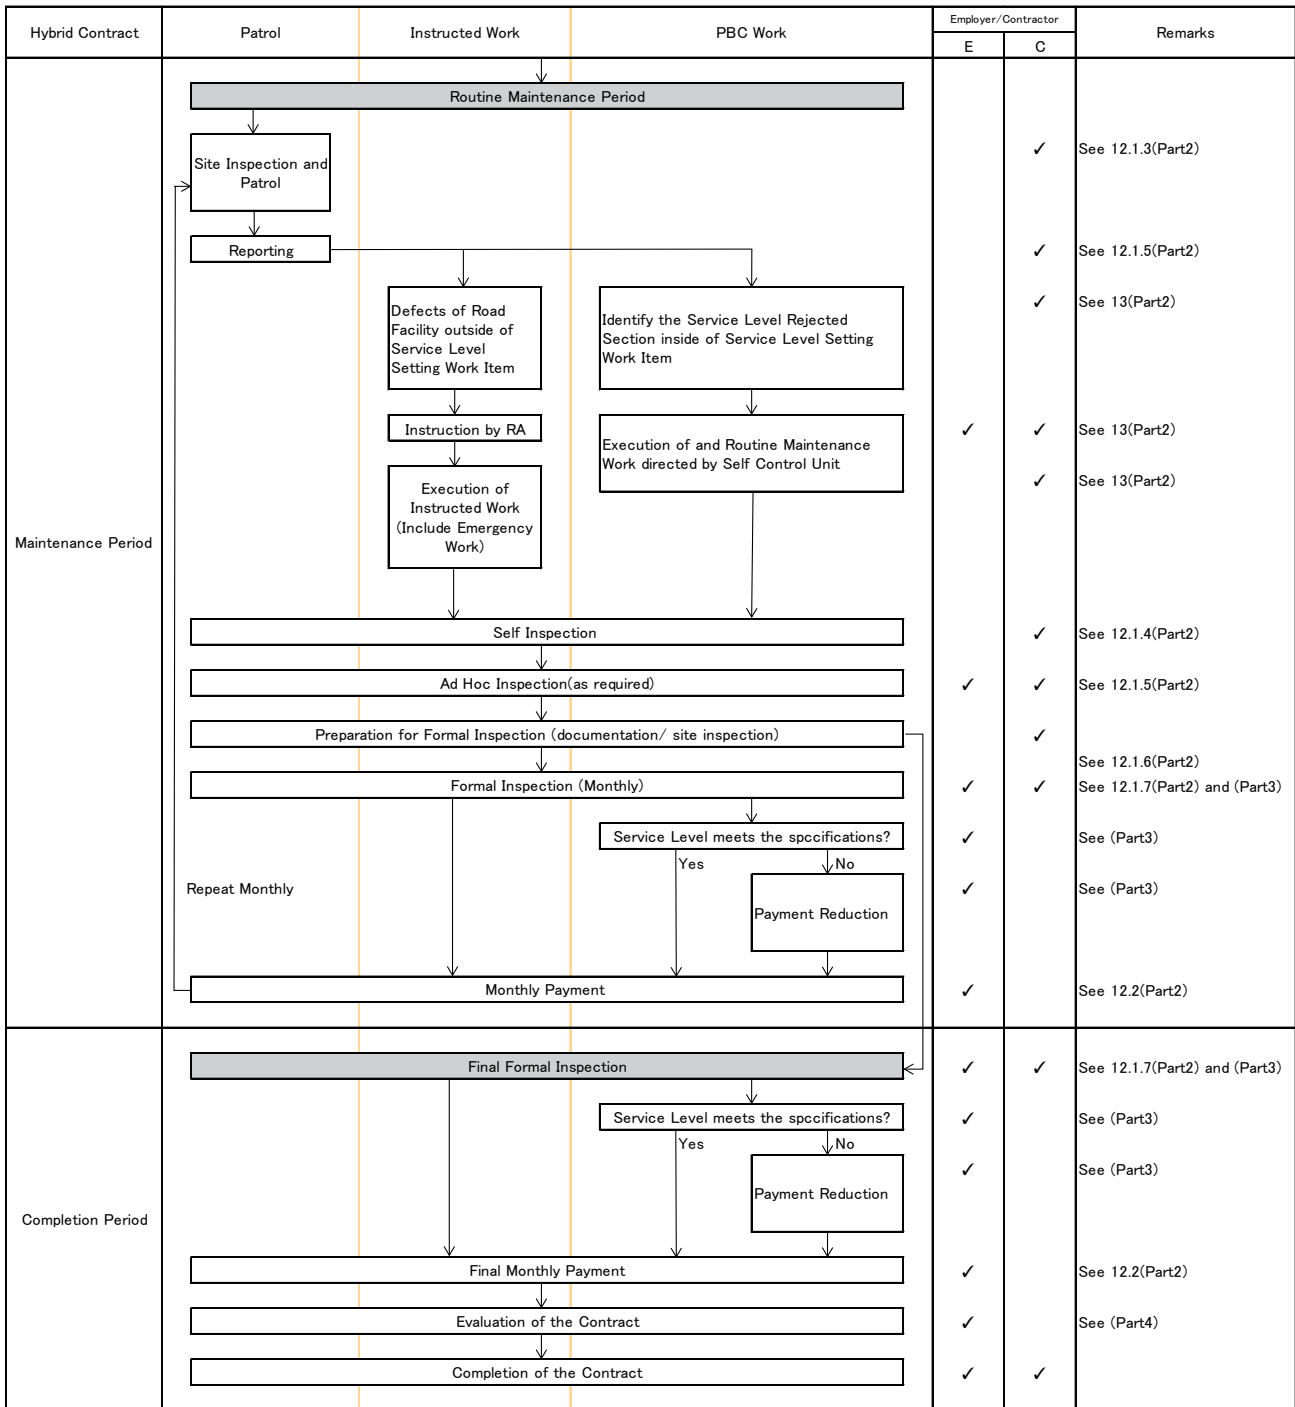 Hybrid Contract
Patrol
Instructed Work
PBC Work
Employer/Contractor
E
C
Remarks
Routine Maintenance Period
Site Inspection and
Patrol
✓
See 12.1.3(Part2)
Reporting
✓
See 12.1.5(Part2)
Defects of Road
Facility outside of
Service Level
Setting Work Item
Identify the Service Level Rejected
Section inside of Service Level Setting
Work Item
✓
See 13(Part2)
Instruction by RA
✓ ✓
See 13(Part2)
Execution of and Routine Maintenance
Work directed by Self Control Unit
Execution of
Instructed Work
(Include Emergency
Work)
✓
See 13(Part2)
Maintenance Period
Self Inspection
✓
See 12.1.4(Part2)
Ad Hoc Inspection(as required)
✓ ✓
See 12.1.5(Part2)
Preparation for Formal Inspection (documentation/ site inspection)
✓
See 12.1.6(Part2)
Formal Inspection (Monthly)
✓ ✓
See 12.1.7(Part2) and (Part3)
Service Level meets the spccifications?
✓
See (Part3)
Yes
No
Repeat Monthly
Payment Reduction
✓
See (Part3)
Monthly Payment
✓
See 12.2(Part2)
Final Formal Inspection
✓ ✓
See 12.1.7(Part2) and (Part3)
Service Level meets the spccifications?
✓
See (Part3)
Yes
No
Payment Reduction
✓
See (Part3)
Completion Period
Final Monthly Payment
✓
See 12.2(Part2)
Evaluation of the Contract
✓
See (Part4)
Completion of the Contract
✓ ✓